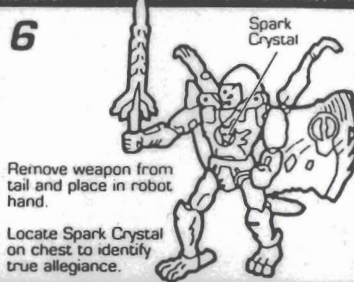 6
Spark
Crystal
Remove weapon from
tail and place in robot
hand.
Locate Spark Crystal
on chest to identify
true allegiance.